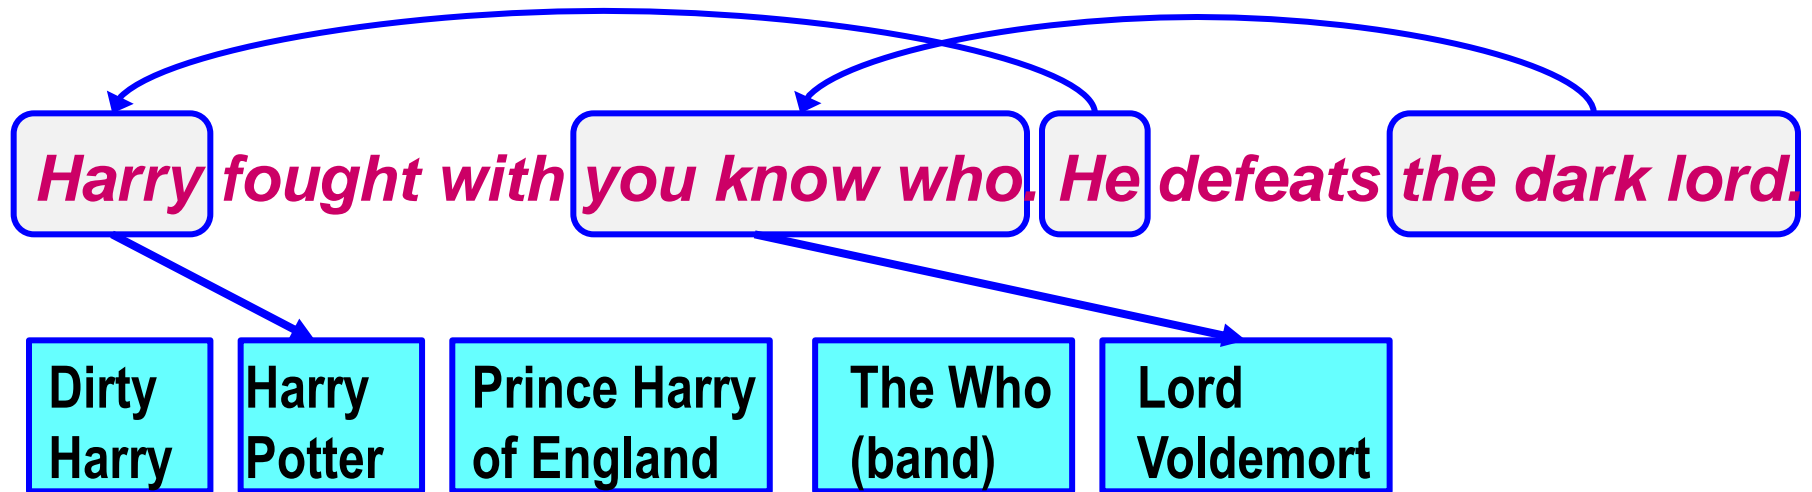 Harry fought with you know who. He defeats the dark lord.
Dirty Harry
Harry Potter
Prince Harry of England
The Who (band)
Lord Voldemort